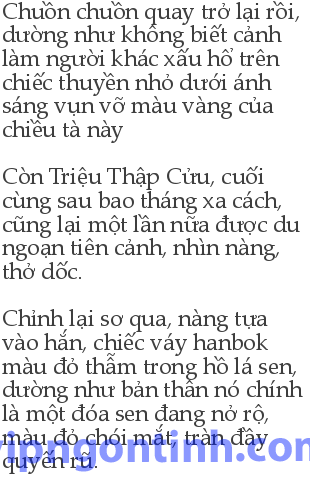 Chuồn chuồn quay trở lại rồi,
dường như không biết cảnh
làm người khác xấu hổ trên
chiếc thuyền nhỏ dưới ánh
sáng vụn vỡ màu vàng của
chiều tà này
Còn Triệu Thập Cửu, cuối
cùng sau bao tháng xa cách,
cũng lại một lần nữa được du
ngoạn tiên cảnh, nhìn nàng,
thở dốc.
Chỉnh lại sơ qua, nàng tựa
vào hắn, chiếc váy hanbok
màu đỏ thẫm trong hồ lá sen,
dường như bản thân nó chính
là một đóa sen đang nở rộ,
màu đỏ chói mắt, tràn đầy
quyến rũ.
vipngontinh.com